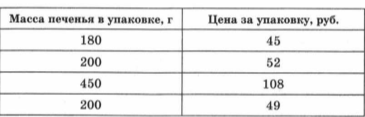 Масса печенья в упаковке, г Цена за упаковку, руб.
180 45
200 52
450 108
200 49